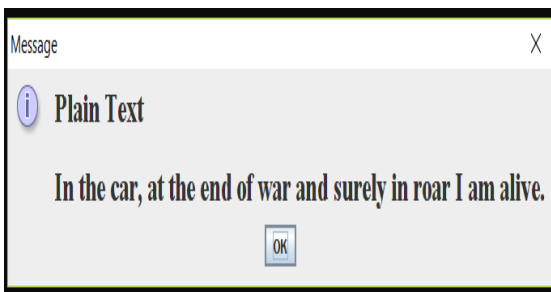 Message
Plain Text
In the car, at the end of war and surely in roar I am alive.
OK